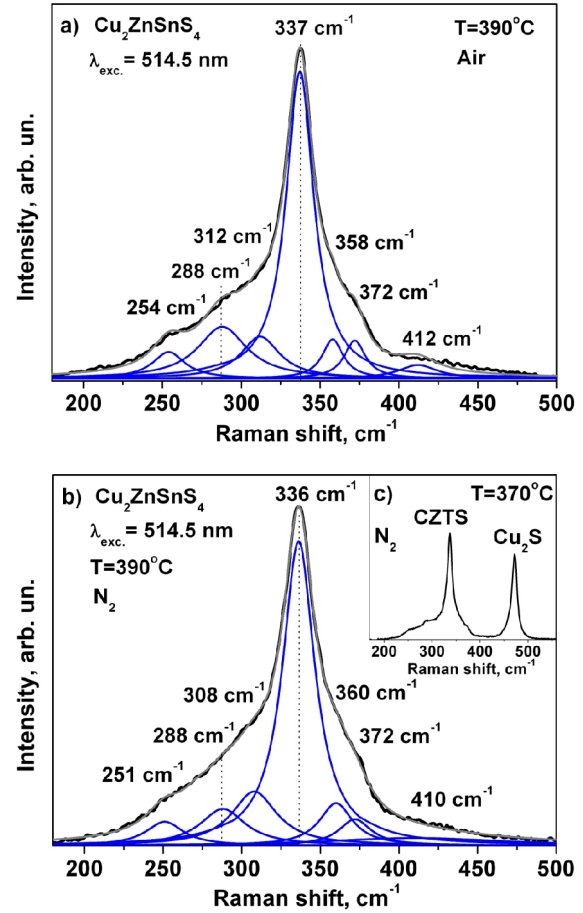 a) Cu₂ZnSnS₄
337 cm⁻¹
T=390°C
λexc. = 514.5 nm
Air
312 cm⁻¹
358 cm⁻¹
288 cm⁻¹
372 cm⁻¹
254 cm⁻¹
412 cm⁻¹
Intensity, arb. un.
200 250 300 350 400 450 500
Raman shift, cm⁻¹
b) Cu₂ZnSnS₄
336 cm⁻¹
λexc. = 514.5 nm
T=390°C
N₂
308 cm⁻¹
360 cm⁻¹
288 cm⁻¹
372 cm⁻¹
251 cm⁻¹
410 cm⁻¹
Intensity, arb. un.
200 250 300 350 400 450 500
Raman shift, cm⁻¹
c) T=370°C
CZTS
N₂
Cu₂S
200 300 400 500
Raman shift, cm⁻¹